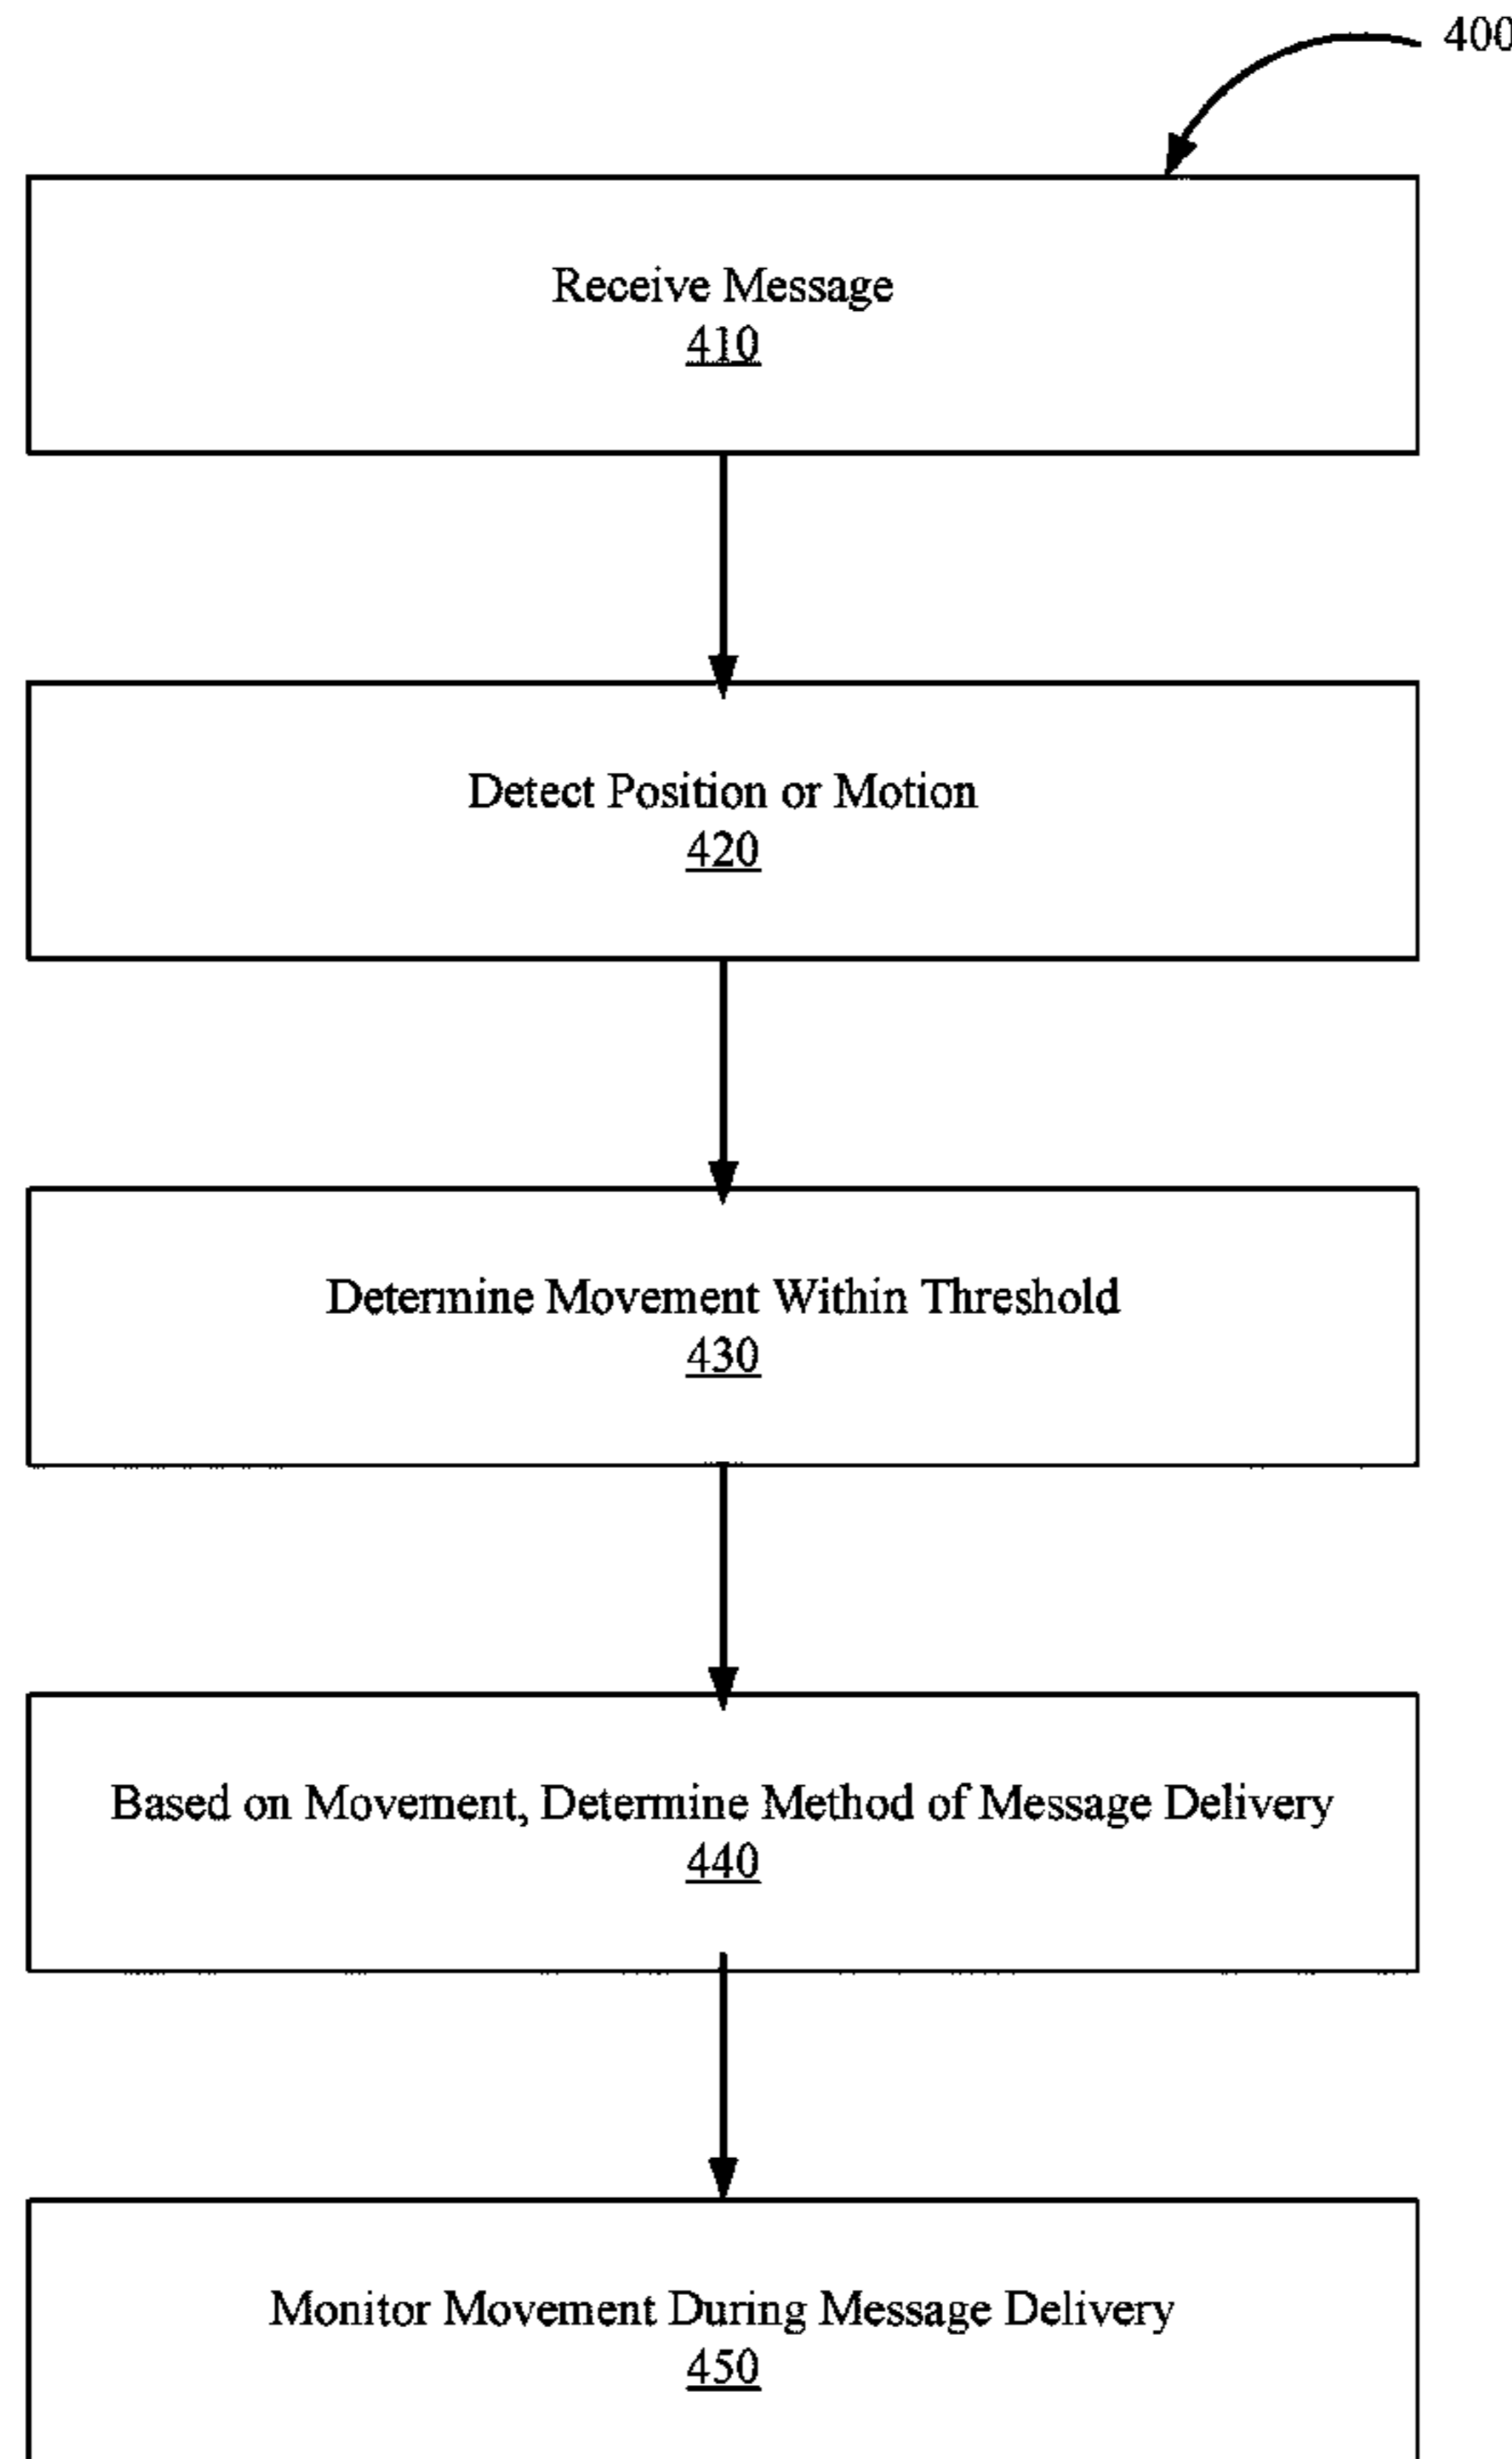 400
Receive Message
410
Detect Position or Motion
420
Determine Movement Within Threshold
430
Based on Movement, Determine Method of Message Delivery
440
Monitor Movement During Message Delivery
450